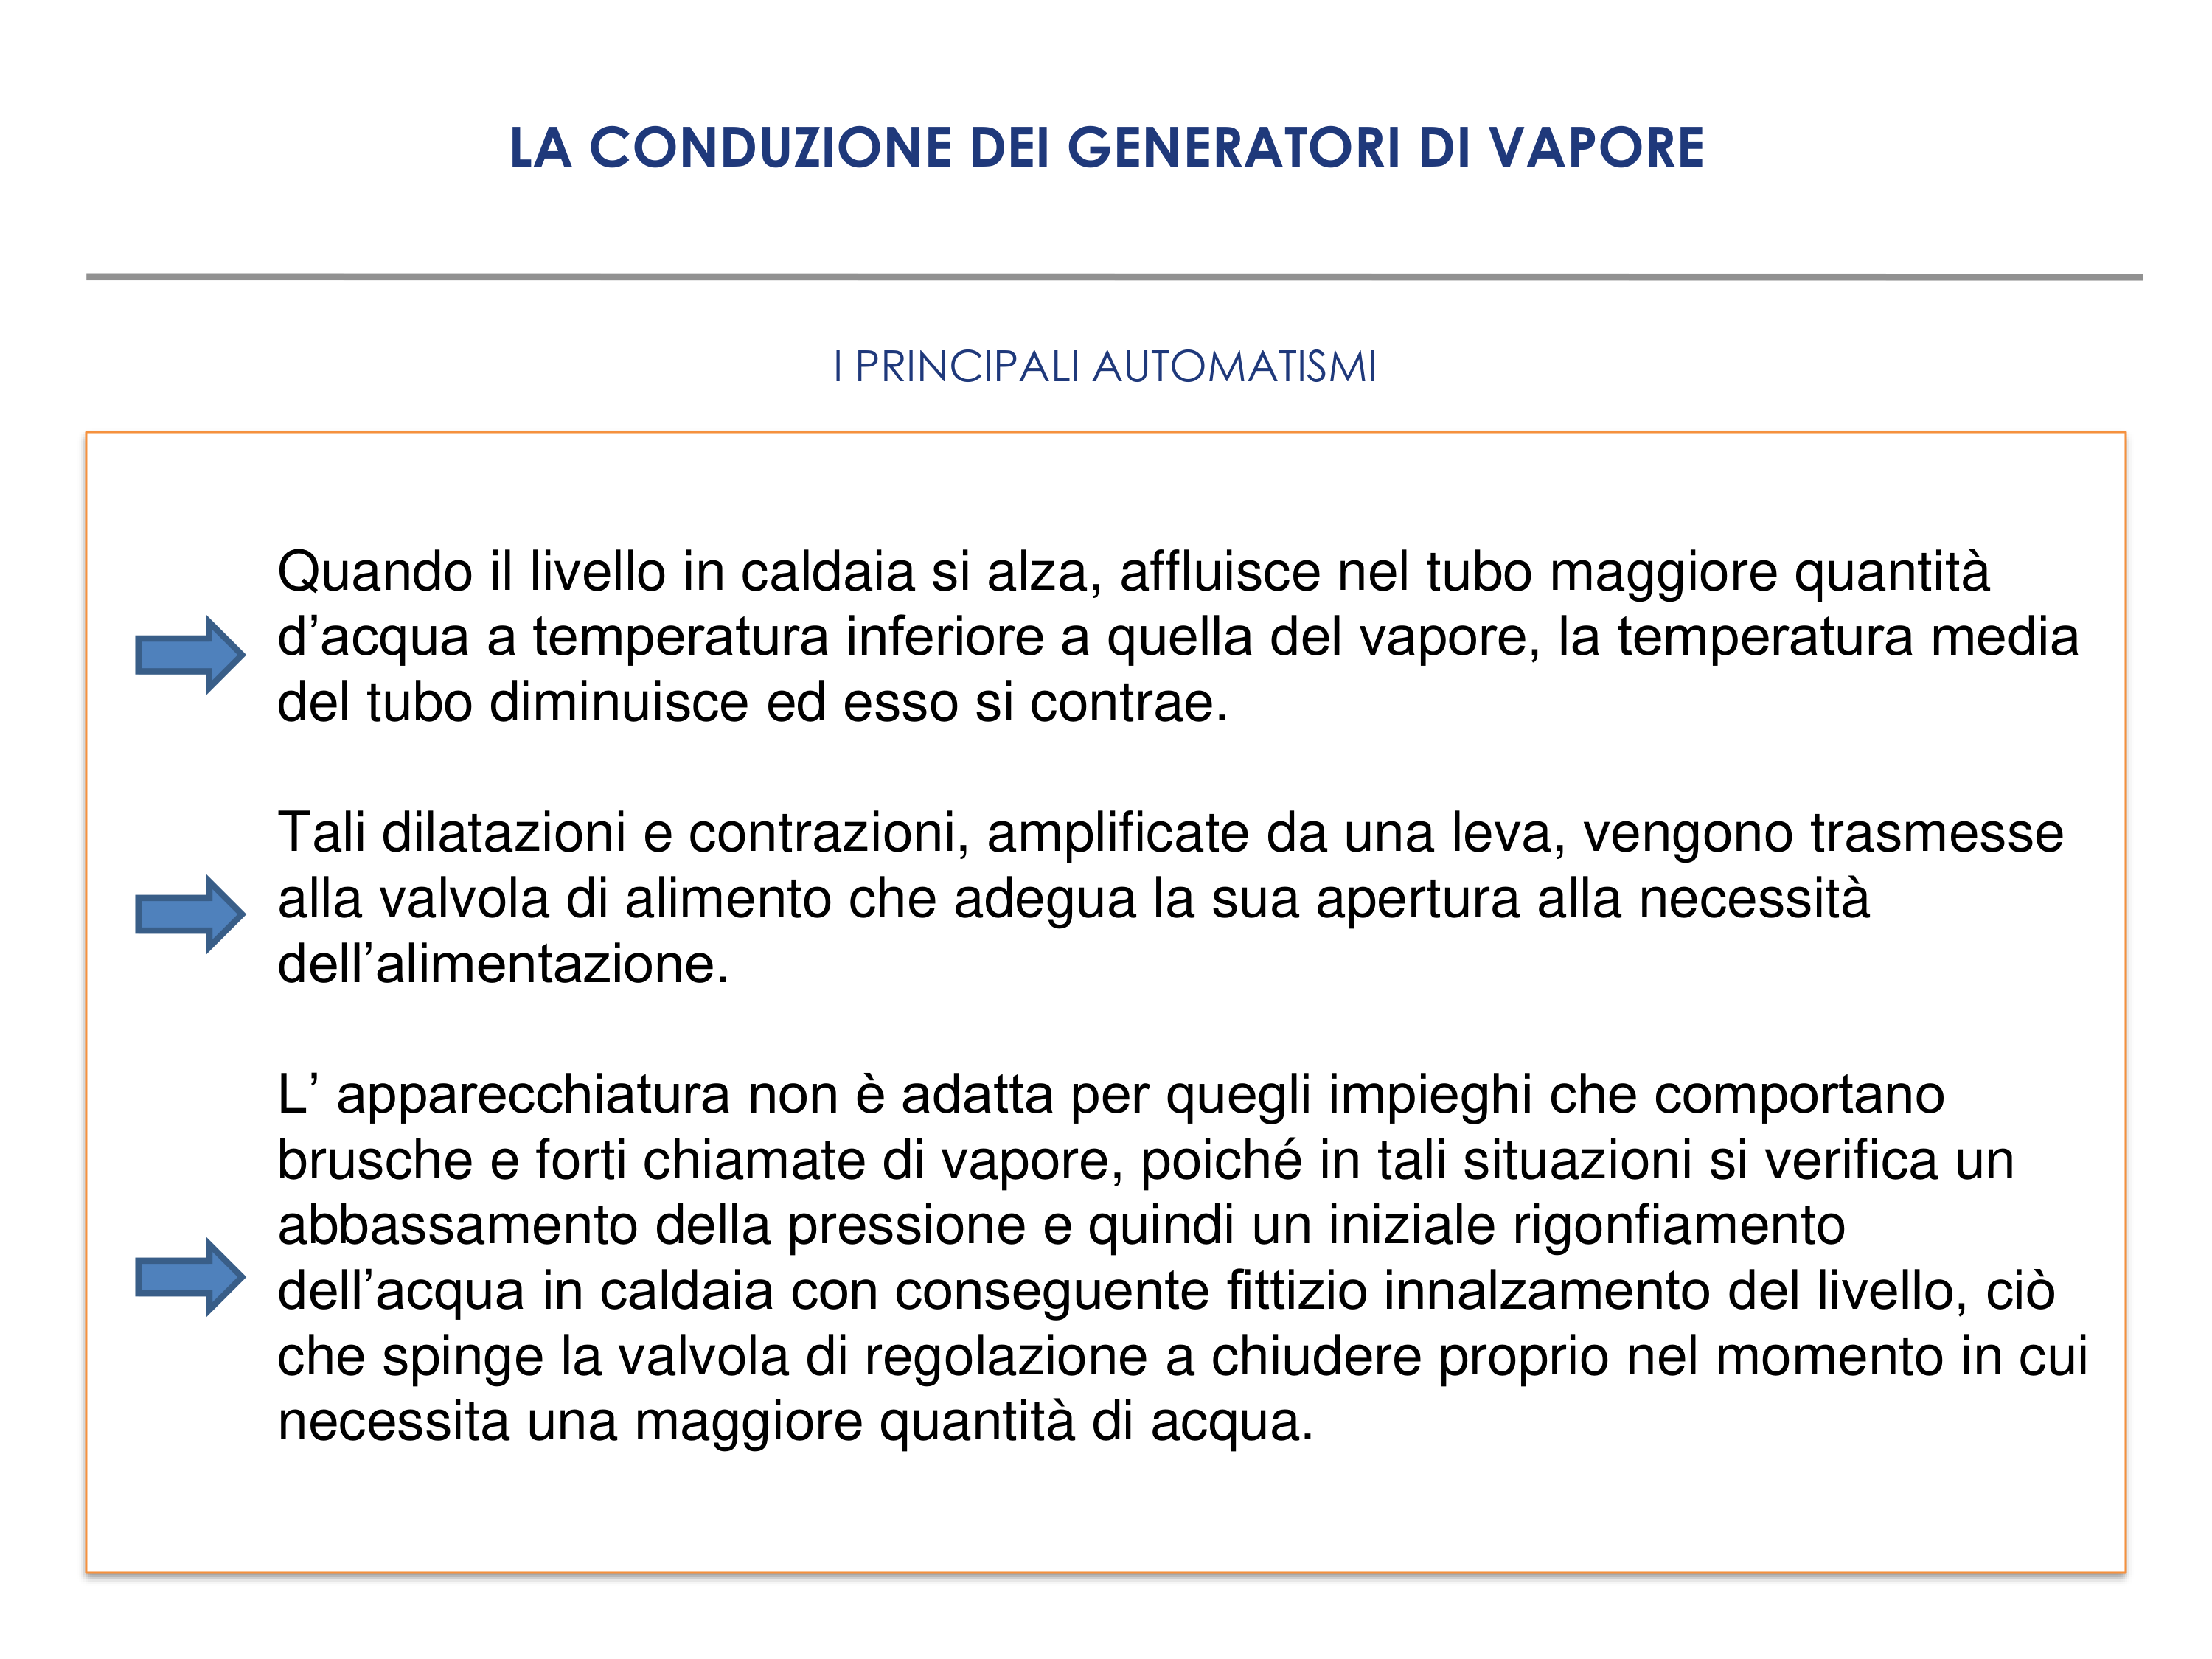 LA CONDUZIONE DEI GENERATORI DI VAPORE
I PRINCIPALI AUTOMATISMI
Quando il livello in caldaia si alza, affluisce nel tubo maggiore quantità
d’acqua a temperatura inferiore a quella del vapore, la temperatura media
del tubo diminuisce ed esso si contrae.
Tali dilatazioni e contrazioni, amplificate da una leva, vengono trasmesse
alla valvola di alimento che adegua la sua apertura alla necessità
dell’alimentazione.
L’ apparecchiatura non è adatta per quegli impieghi che comportano
brusche e forti chiamate di vapore, poiché in tali situazioni si verifica un
abbassamento della pressione e quindi un iniziale rigonfiamento
dell’acqua in caldaia con conseguente fittizio innalzamento del livello, ciò
che spinge la valvola di regolazione a chiudere proprio nel momento in cui
necessita una maggiore quantità di acqua.